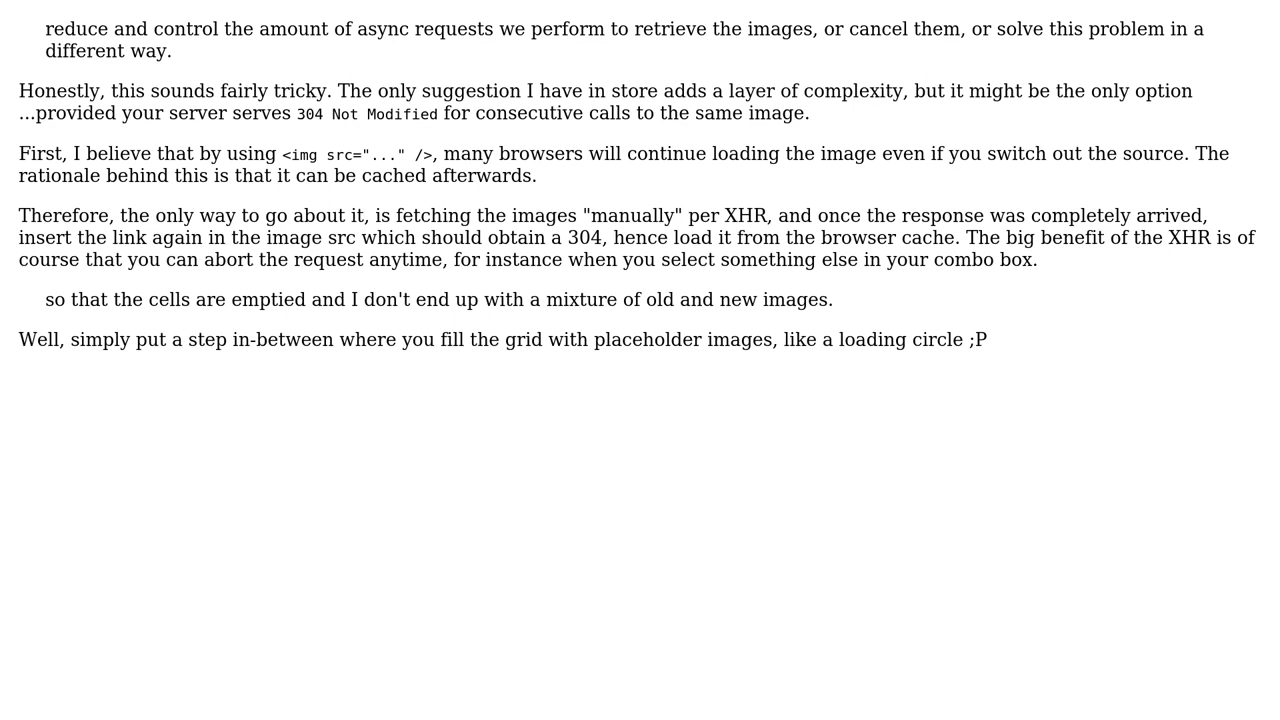 reduce and control the amount of async requests we perform to retrieve the images, or cancel them, or solve this problem in a
different way.
Honestly, this sounds fairly tricky. The only suggestion I have in store adds a layer of complexity, but it might be the only option
...provided your server serves 304 Not Modified for consecutive calls to the same image.
First, I believe that by using <img src="..." />, many browsers will continue loading the image even if you switch out the source. The
rationale behind this is that it can be cached afterwards.
Therefore, the only way to go about it, is fetching the images "manually" per XHR, and once the response was completely arrived,
insert the link again in the image src which should obtain a 304, hence load it from the browser cache. The big benefit of the XHR is of
course that you can abort the request anytime, for instance when you select something else in your combo box.
so that the cells are emptied and I don't end up with a mixture of old and new images.
Well, simply put a step in-between where you fill the grid with placeholder images, like a loading circle ;P